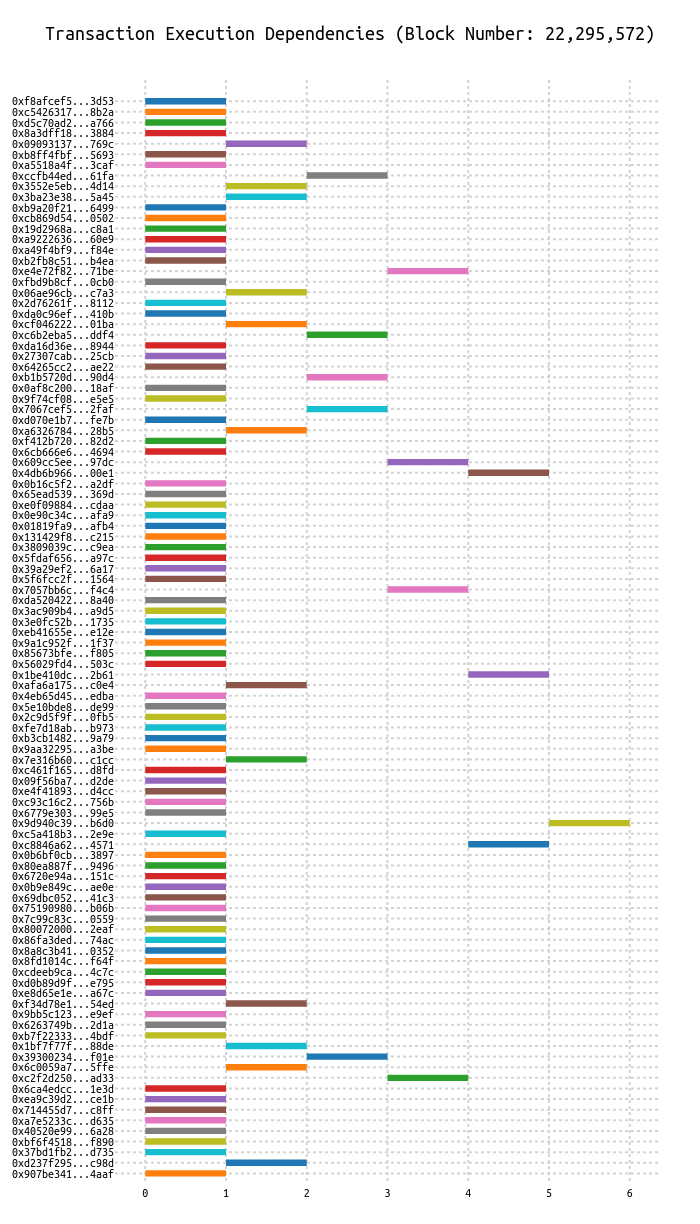 Transaction Execution Dependencies (Block Number: 22,295,572)
0xf8afcef5...3d53
0xc5426317...8b2a
0xd5c70ad2...a766
0x8a3dff18...3884
0x09093137...769c
0xb8ff4fbf...5693
0xa5518a4f...3caf
0xccfb44ed...61fa
0x3552e5eb...4d14
0x3ba23e38...5a45
0xb9a20f21...6499
0xcb869d54...0502
0x19d2968a...c8a1
0xa9222636...60e9
0xa49f4bf9...f84e
0xb2fb8c51...b4ea
0xe4e72f82...71be
0xfbd9b8cf...0cb0
0x06ae96cb...c7a3
0x2d76261f...8112
0xda0c96ef...410b
0xcf046222...01ba
0xc6b2eba5...ddf4
0xda16d36e...8944
0x27307cab...25cb
0x64265cc2...ae22
0xb1b5720d...90d4
0x0af8c200...18af
0x9f74cf08...e5e5
0x7067cef5...2faf
0xd070e1b7...fe7b
0xa6326784...28b5
0xf412b720...82d2
0x6cb666e6...4694
0x609cc5ee...97dc
0x4db6b966...00e1
0x0b16c5f2...a2df
0x65ead539...369d
0xe0f09884...cdaa
0x0e90c34c...afa9
0x01819fa9...afb4
0x131429f8...c215
0x3809039c...c9ea
0x5fdaf656...a97c
0x39a29ef2...6a17
0x5f6fcc2f...1564
0x7057bb6c...f4c4
0xda520422...8a40
0x3ac909b4...a9d5
0x3e0fc52b...1735
0xeb41655e...e12e
0x9a1c952f...1f37
0x85673bfe...f805
0x56029fd4...503c
0x1be410dc...2b61
0xafa6a175...c0e4
0x4eb65d45...edba
0x5e10bde8...de99
0x2c9d5f9f...0fb5
0xfe7d18ab...b973
0xb3cb1482...9a79
0x9aa32295...a3be
0x7e316b60...c1cc
0xc461f165...d8fd
0x09f56ba7...d2de
0xe4f41893...d4cc
0xc93c16c2...756b
0x6779e303...99e5
0x9d940c39...b6d0
0xc5a418b3...2e9e
0xc8846a62...4571
0x0b6bf0cb...3897
0x80ea887f...9496
0x6720e94a...151c
0x0b9e849c...ae0e
0x69dbc052...41c3
0x75190980...b06b
0x7c99c83c...0559
0x80072000...2eaf
0x86fa3ded...74ac
0x8a8c3b41...0352
0x8fd1014c...f64f
0xcdeeb9ca...4c7c
0xd0b89d9f...e795
0xe8d65e1e...a67c
0xf34d78e1...54ed
0x9bb5c123...e9ef
0x6263749b...2d1a
0xb7f22333...4bdf
0x1bf7f77f...88de
0x39300234...f01e
0x6c0059a7...5ffe
0xc2f2d250...ad33
0x6ca4edcc...1e3d
0xea9c39d2...ce1b
0x714455d7...c8ff
0xa7e5233c...d635
0x40520e99...6a28
0xbf6f4518...f890
0x37bd1fb2...d735
0xd237f295...c98d
0x907be341...4aaf
0 1 2 3 4 5 6